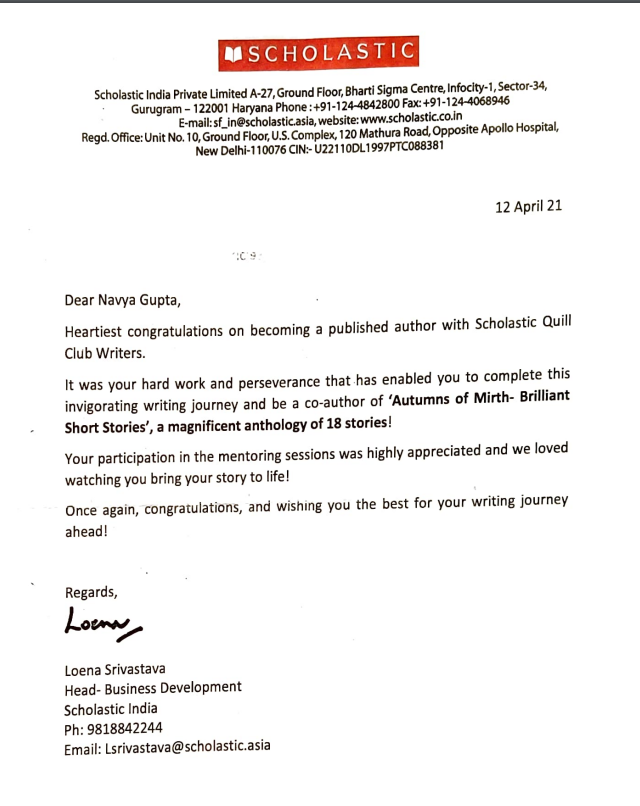 SCHOLASTIC
Scholastic India Private Limited A-27, Ground Floor, Bharti Sigma Centre, Infocity-1, Sector-34,
Gurugram – 122001 Haryana Phone :+91-124-4842800 Fax: +91-124-4068946
E-mail: sf_in@scholastic.asia, website: www.scholastic.co.in
Regd. Office: Unit No. 10, Ground Floor, U.S. Complex, 120 Mathura Road, Opposite Apollo Hospital,
New Delhi-110076 CIN:- U22110DL1997PTC088381
12 April 21
Dear Navya Gupta,
Heartiest congratulations on becoming a published author with Scholastic Quill
Club Writers.
It was your hard work and perseverance that has enabled you to complete this
invigorating writing journey and be a co-author of ‘Autumns of Mirth- Brilliant
Short Stories’, a magnificent anthology of 18 stories!
Your participation in the mentoring sessions was highly appreciated and we loved
watching you bring your story to life!
Once again, congratulations, and wishing you the best for your writing journey
ahead!
Regards,
Loena
Loena Srivastava
Head- Business Development
Scholastic India
Ph: 9818842244
Email: Lsrivastava@scholastic.asia